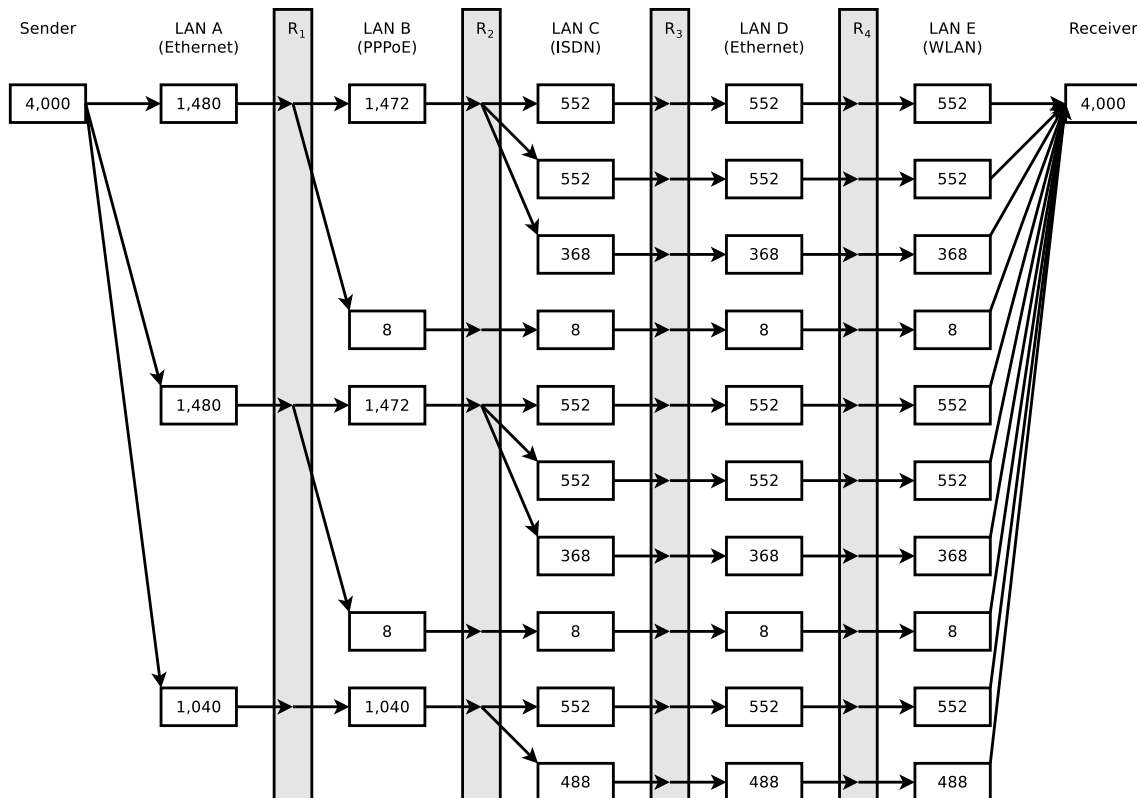 Sender
LAN A
(Ethernet)
R1
LAN B
(PPPoE)
R2
LAN C
(ISDN)
R3
LAN D
(Ethernet)
R4
LAN E
(WLAN)
Receiver
4,000
1,480
1,472
552
552
552
4,000
552
552
552
368
368
368
8
8
8
8
1,480
1,472
552
552
552
552
552
552
368
368
368
8
8
8
8
1,040
1,040
552
552
552
488
488
488